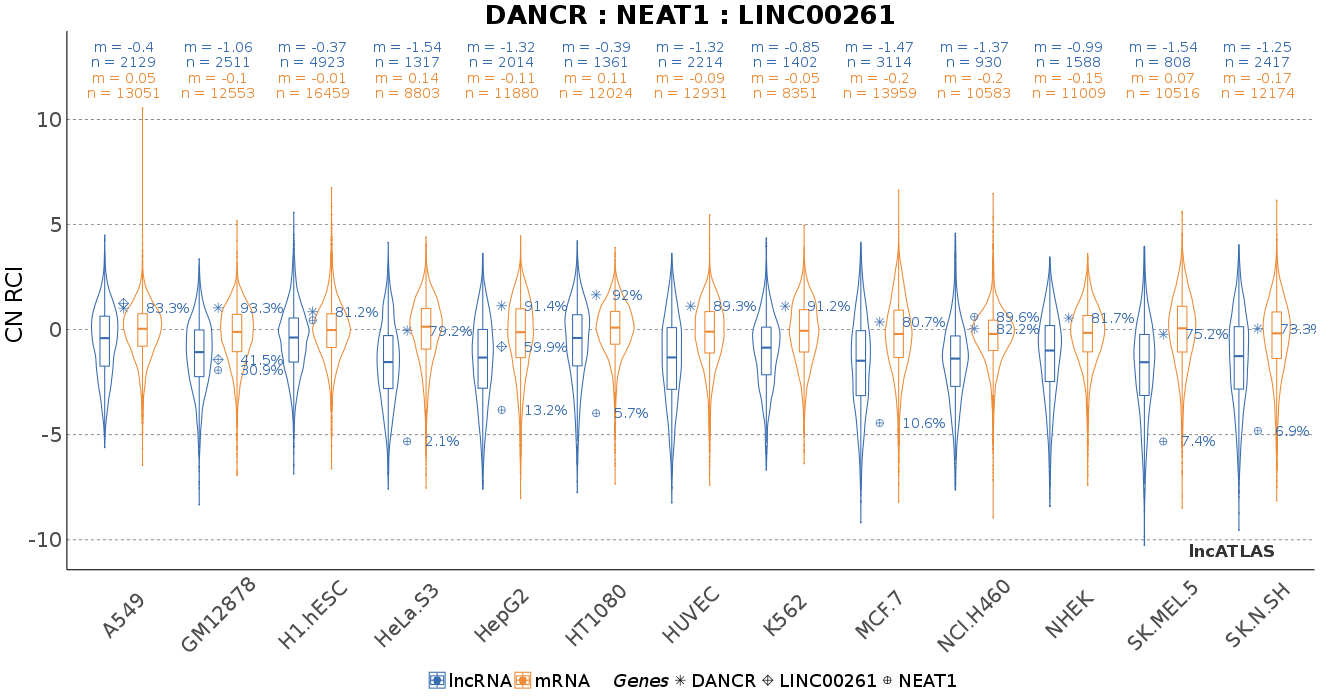 DANCR : NEAT1 : LINC00261
m = -0.4 m = -1.06 m = -0.37 m = -1.54 m = -1.32 m = -0.39 m = -1.32 m = -0.85 m = -1.47 m = -1.37 m = -0.99 m = -1.54 m = -1.25
n = 2129 n = 2511 n = 4923 n = 1317 n = 2014 n = 1361 n = 2214 n = 1402 n = 3114 n = 930 n = 1588 n = 808 n = 2417
m = 0.05 m = -0.1 m = -0.01 m = 0.14 m = -0.11 m = 0.11 m = -0.09 m = -0.05 m = -0.2 m = -0.2 m = -0.15 m = 0.07 m = -0.17
n = 13051 n = 12553 n = 16459 n = 8803 n = 11880 n = 12024 n = 12931 n = 8351 n = 13959 n = 10583 n = 11009 n = 10516 n = 12174
10
5
0
-5
-10
CN RCI
83.3% 93.3% 81.2% 79.2% 91.4% 92% 89.3% 91.2% 80.7% 89.6% 81.7% 75.2% 73.3%
82.2%
41.5% 59.9%
30.9%
2.1% 13.2% 5.7% 10.6% 7.4% 6.9%
lncATLAS
A549 GM12878 H1.hESC HeLa.S3 HepG2 HT1080 HUVEC K562 MCF.7 NCI.H460 NHEK SK.MEL.5 SK.N.SH
lncRNA mRNA Genes DANCR LINC00261 NEAT1